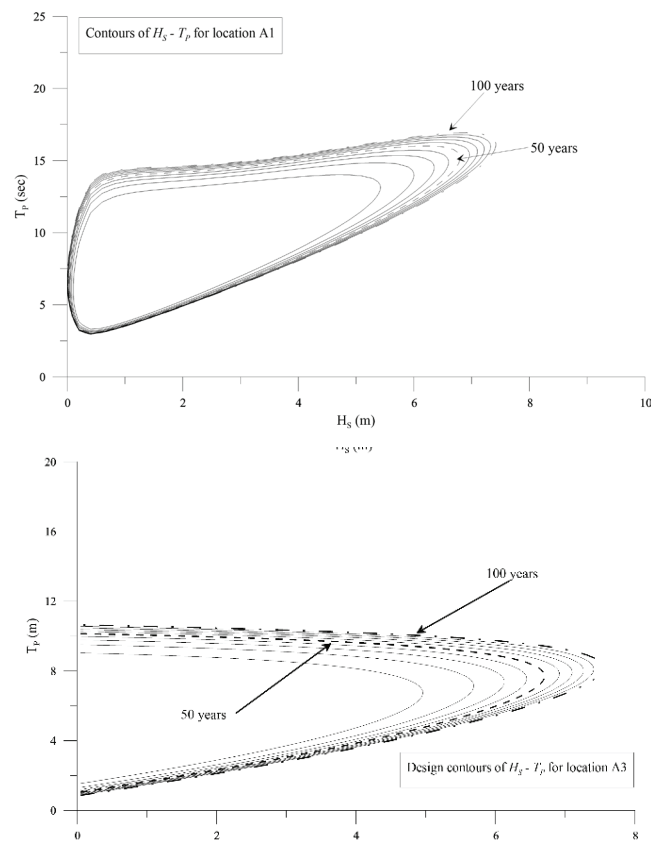 25
Contours of H_S - T_P for location A1
20
100 years
15
50 years
T_P (sec)
10
5
0
0 2 4 6 8 10
H_S (m)
20
16
12
100 years
T_P (m)
8
50 years
4
Design contours of H_S - T_P for location A3
0
0 2 4 6 8